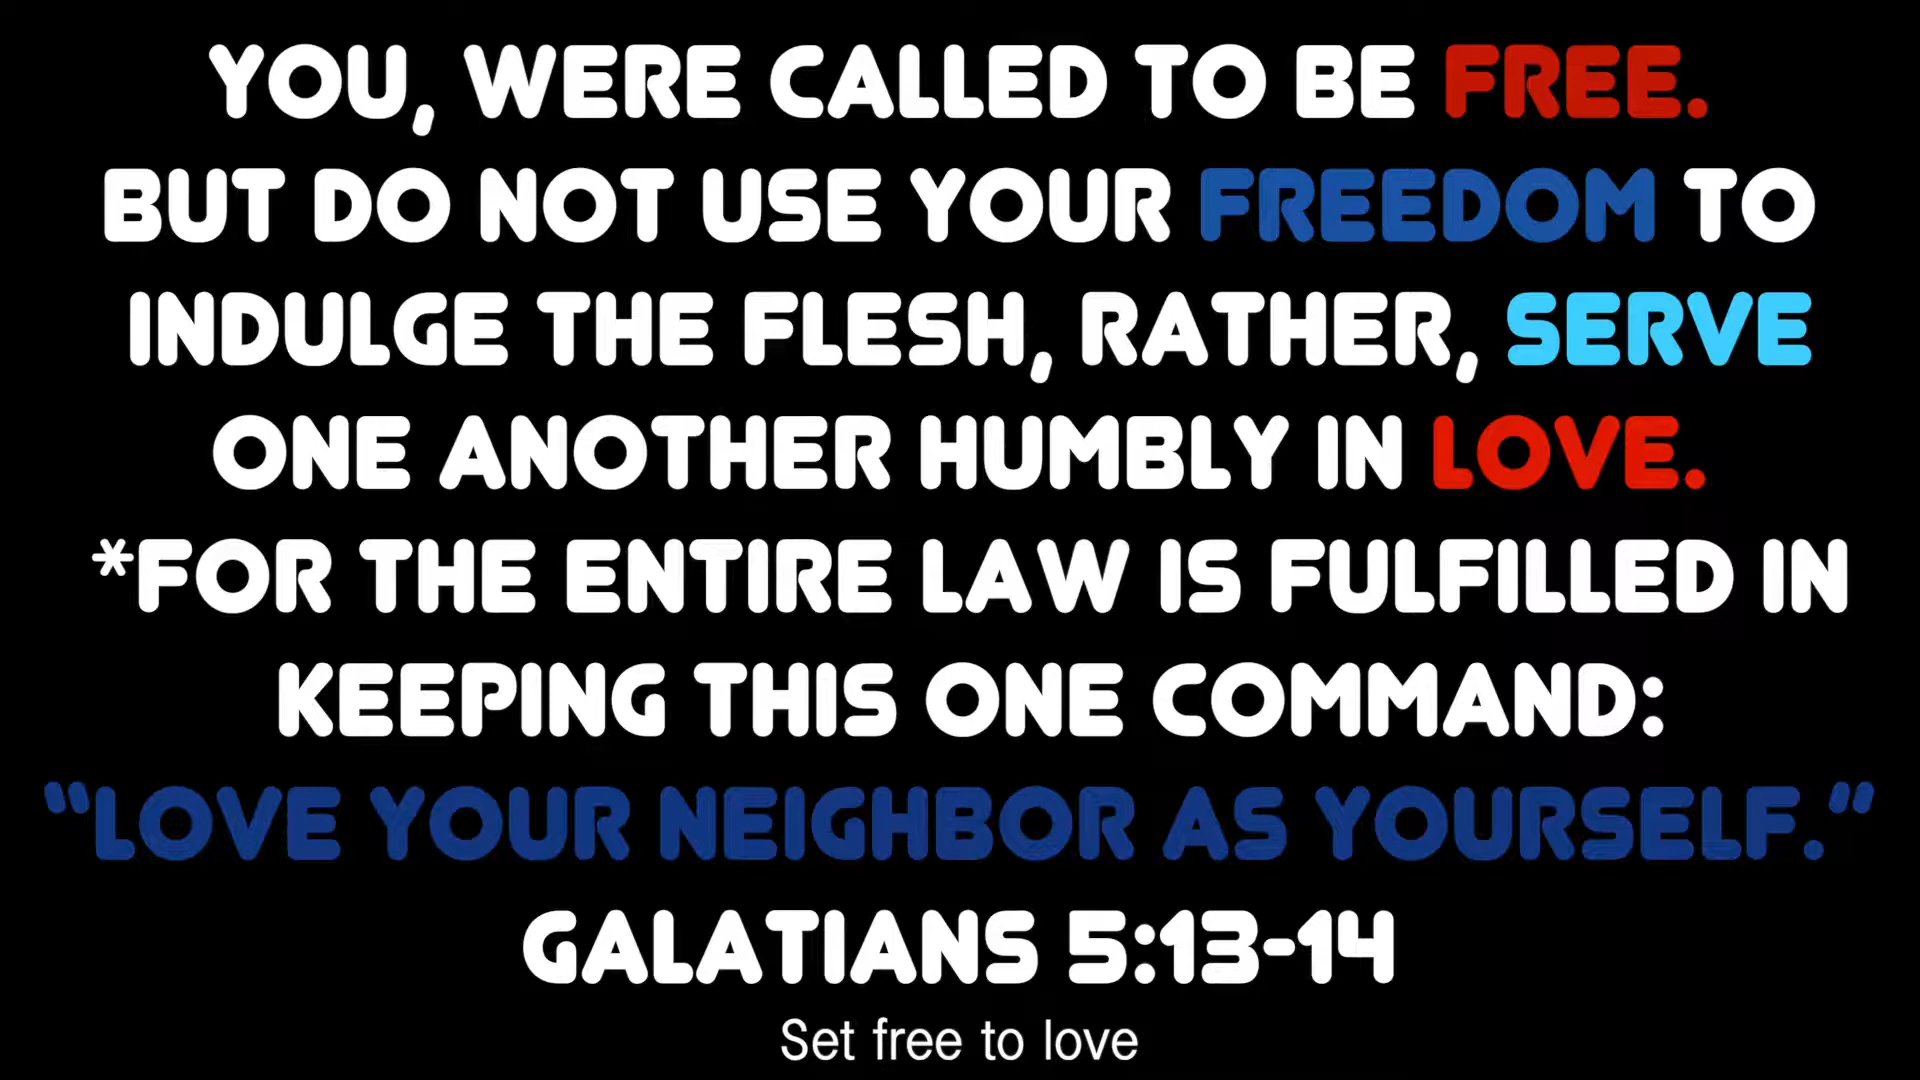 YOU, WERE CALLED TO BE FREE.
BUT DO NOT USE YOUR FREEDOM TO
INDULGE THE FLESH, RATHER, SERVE
ONE ANOTHER HUMBLY IN LOVE.
*FOR THE ENTIRE LAW IS FULFILLED IN
KEEPING THIS ONE COMMAND:
"LOVE YOUR NEIGHBOR AS YOURSELF."
GALATIANS 5:13-14
Set free to love